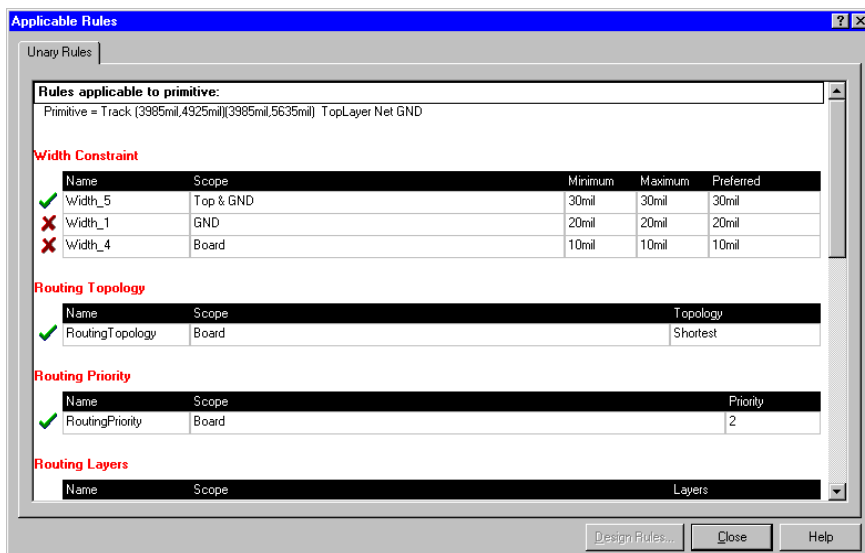 Applicable Rules
Unary Rules
Rules applicable to primitive:
Primitive = Track (3985mil,4925mil)(3985mil,5635mil) TopLayer Net GND
Width Constraint
Name Scope Minimum Maximum Preferred
Width_5 Top & GND 30mil 30mil 30mil
Width_1 GND 20mil 20mil 20mil
Width_4 Board 10mil 10mil 10mil
Routing Topology
Name Scope Topology
RoutingTopology Board Shortest
Routing Priority
Name Scope Priority
RoutingPriority Board 2
Routing Layers
Name Scope Layers
Design Rules... Close Help